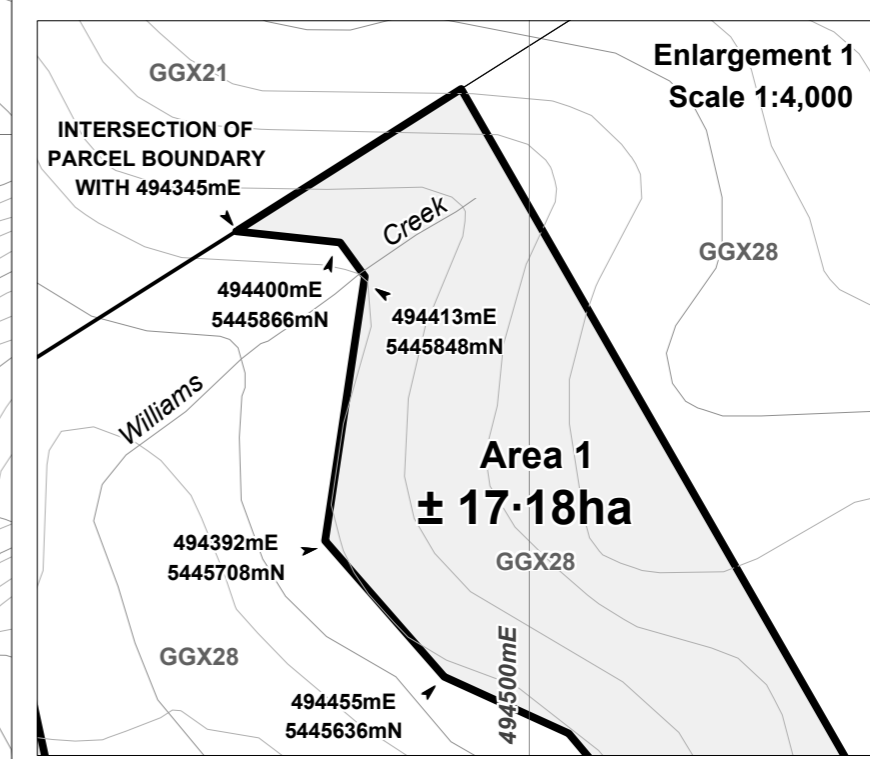 Enlargement 1
Scale 1:4,000
GGX21
INTERSECTION OF
PARCEL BOUNDARY
WITH 494345mE
Creek
GGX28
494400mE
5445866mN
494413mE
5445848mN
Williams
Area 1
± 17·18ha
494392mE
5445708mN
GGX28
GGX28
494500mE
494455mE
5445636mN